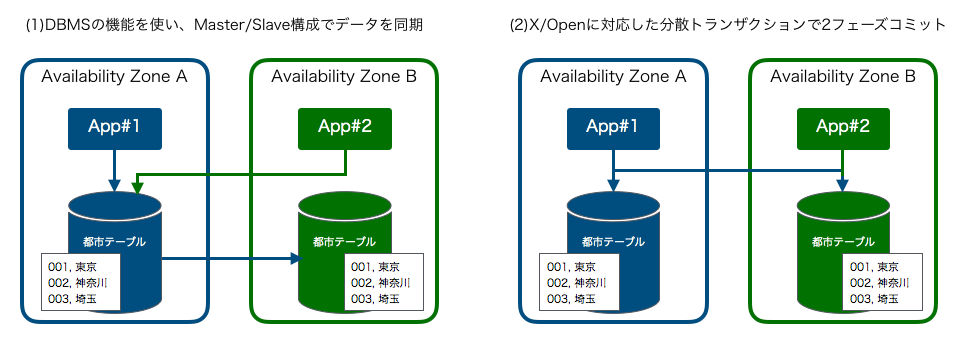 (1)DBMSの機能を使い、Master/Slave構成でデータを同期
Availability Zone A
Availability Zone B
App#1
App#2
都市テーブル
001, 東京
002, 神奈川
003, 埼玉
都市テーブル
001, 東京
002, 神奈川
003, 埼玉
(2)X/Openに対応した分散トランザクションで2フェーズコミット
Availability Zone A
Availability Zone B
App#1
App#2
都市テーブル
001, 東京
002, 神奈川
003, 埼玉
都市テーブル
001, 東京
002, 神奈川
003, 埼玉